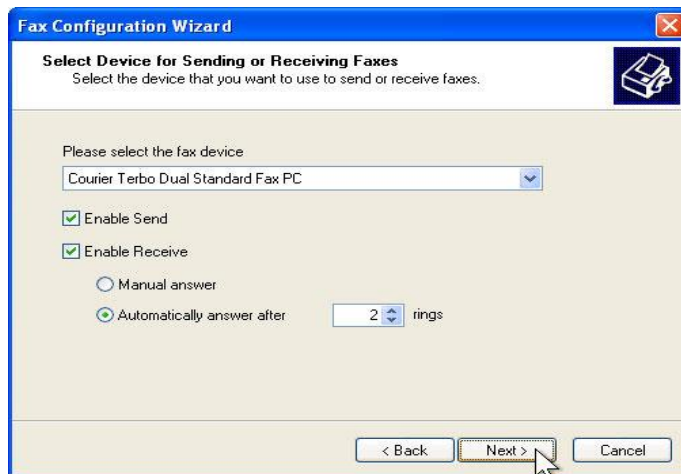 Fax Configuration Wizard
Select Device for Sending or Receiving Faxes
Select the device that you want to use to send or receive faxes.
Please select the fax device
Courier Terbo Dual Standard Fax PC
Enable Send
Enable Receive
Manual answer
Automatically answer after 2 rings
< Back Next > Cancel